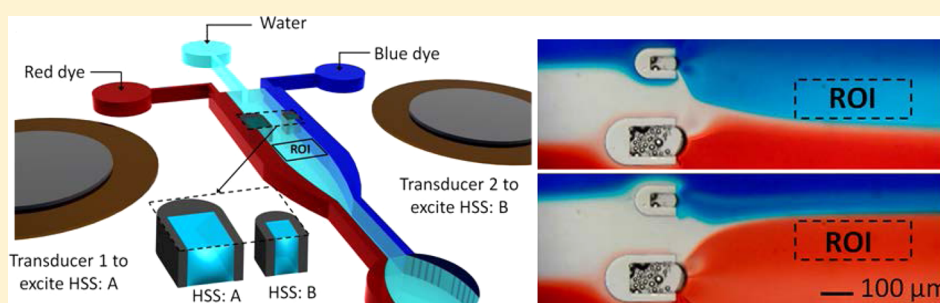 Water
Red dye
Blue dye
ROI
Transducer 1 to
excite HSS: A
HSS: A
HSS: B
Transducer 2 to
excite HSS: B
ROI
ROI
100 μm